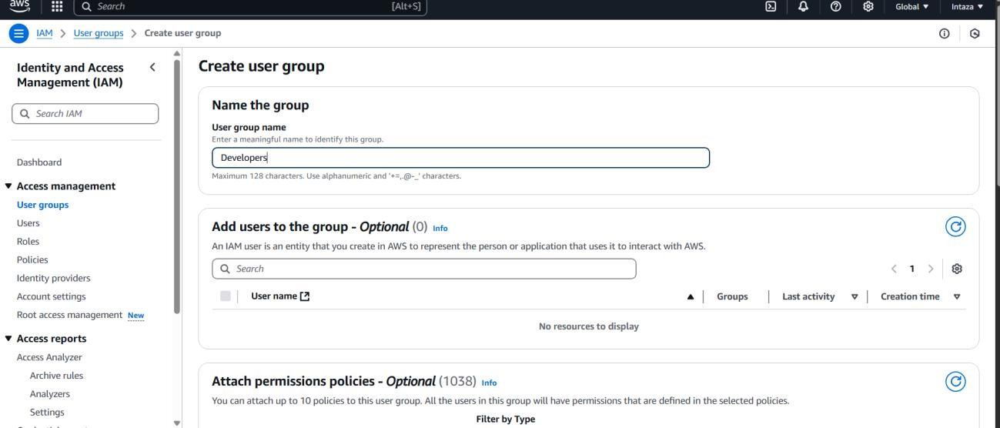 aws
Search
[Alt+S]
Global ▼
Intaza ▼
IAM > User groups > Create user group
Identity and Access
Management (IAM)
Search IAM
Dashboard
Access management
User groups
Users
Roles
Policies
Identity providers
Account settings
Root access management New
Access reports
Access Analyzer
Archive rules
Analyzers
Settings
Create user group
Name the group
User group name
Enter a meaningful name to identify this group.
Developers
Maximum 128 characters. Use alphanumeric and '+=,.@-_' characters.
Add users to the group - Optional (0) Info
An IAM user is an entity that you create in AWS to represent the person or application that uses it to interact with AWS.
Search
1
User name
Groups
Last activity
Creation time
No resources to display
Attach permissions policies - Optional (1038) Info
You can attach up to 10 policies to this user group. All the users in this group will have permissions that are defined in the selected policies.
Filter by Type